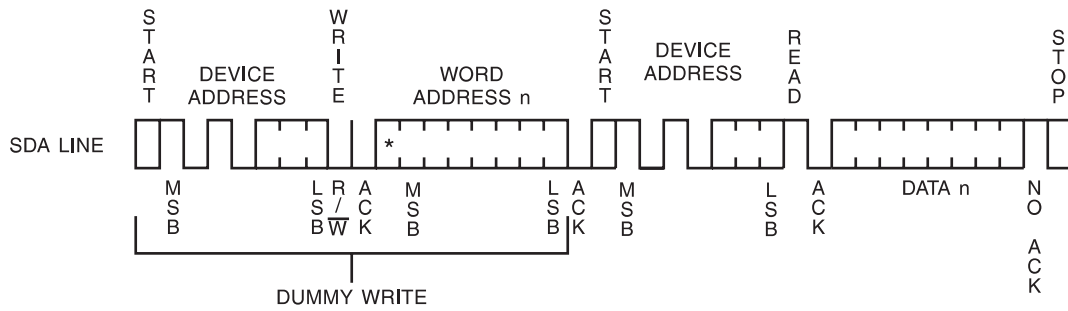 START
WRITE
START
READ
STOP
DEVICE
ADDRESS
WORD
ADDRESS n
DEVICE
ADDRESS
SDA LINE
*
MSB
LSB
R/W
ACK
MSB
LSB
ACK
MSB
LSB
ACK
DATA n
NO ACK
DUMMY WRITE